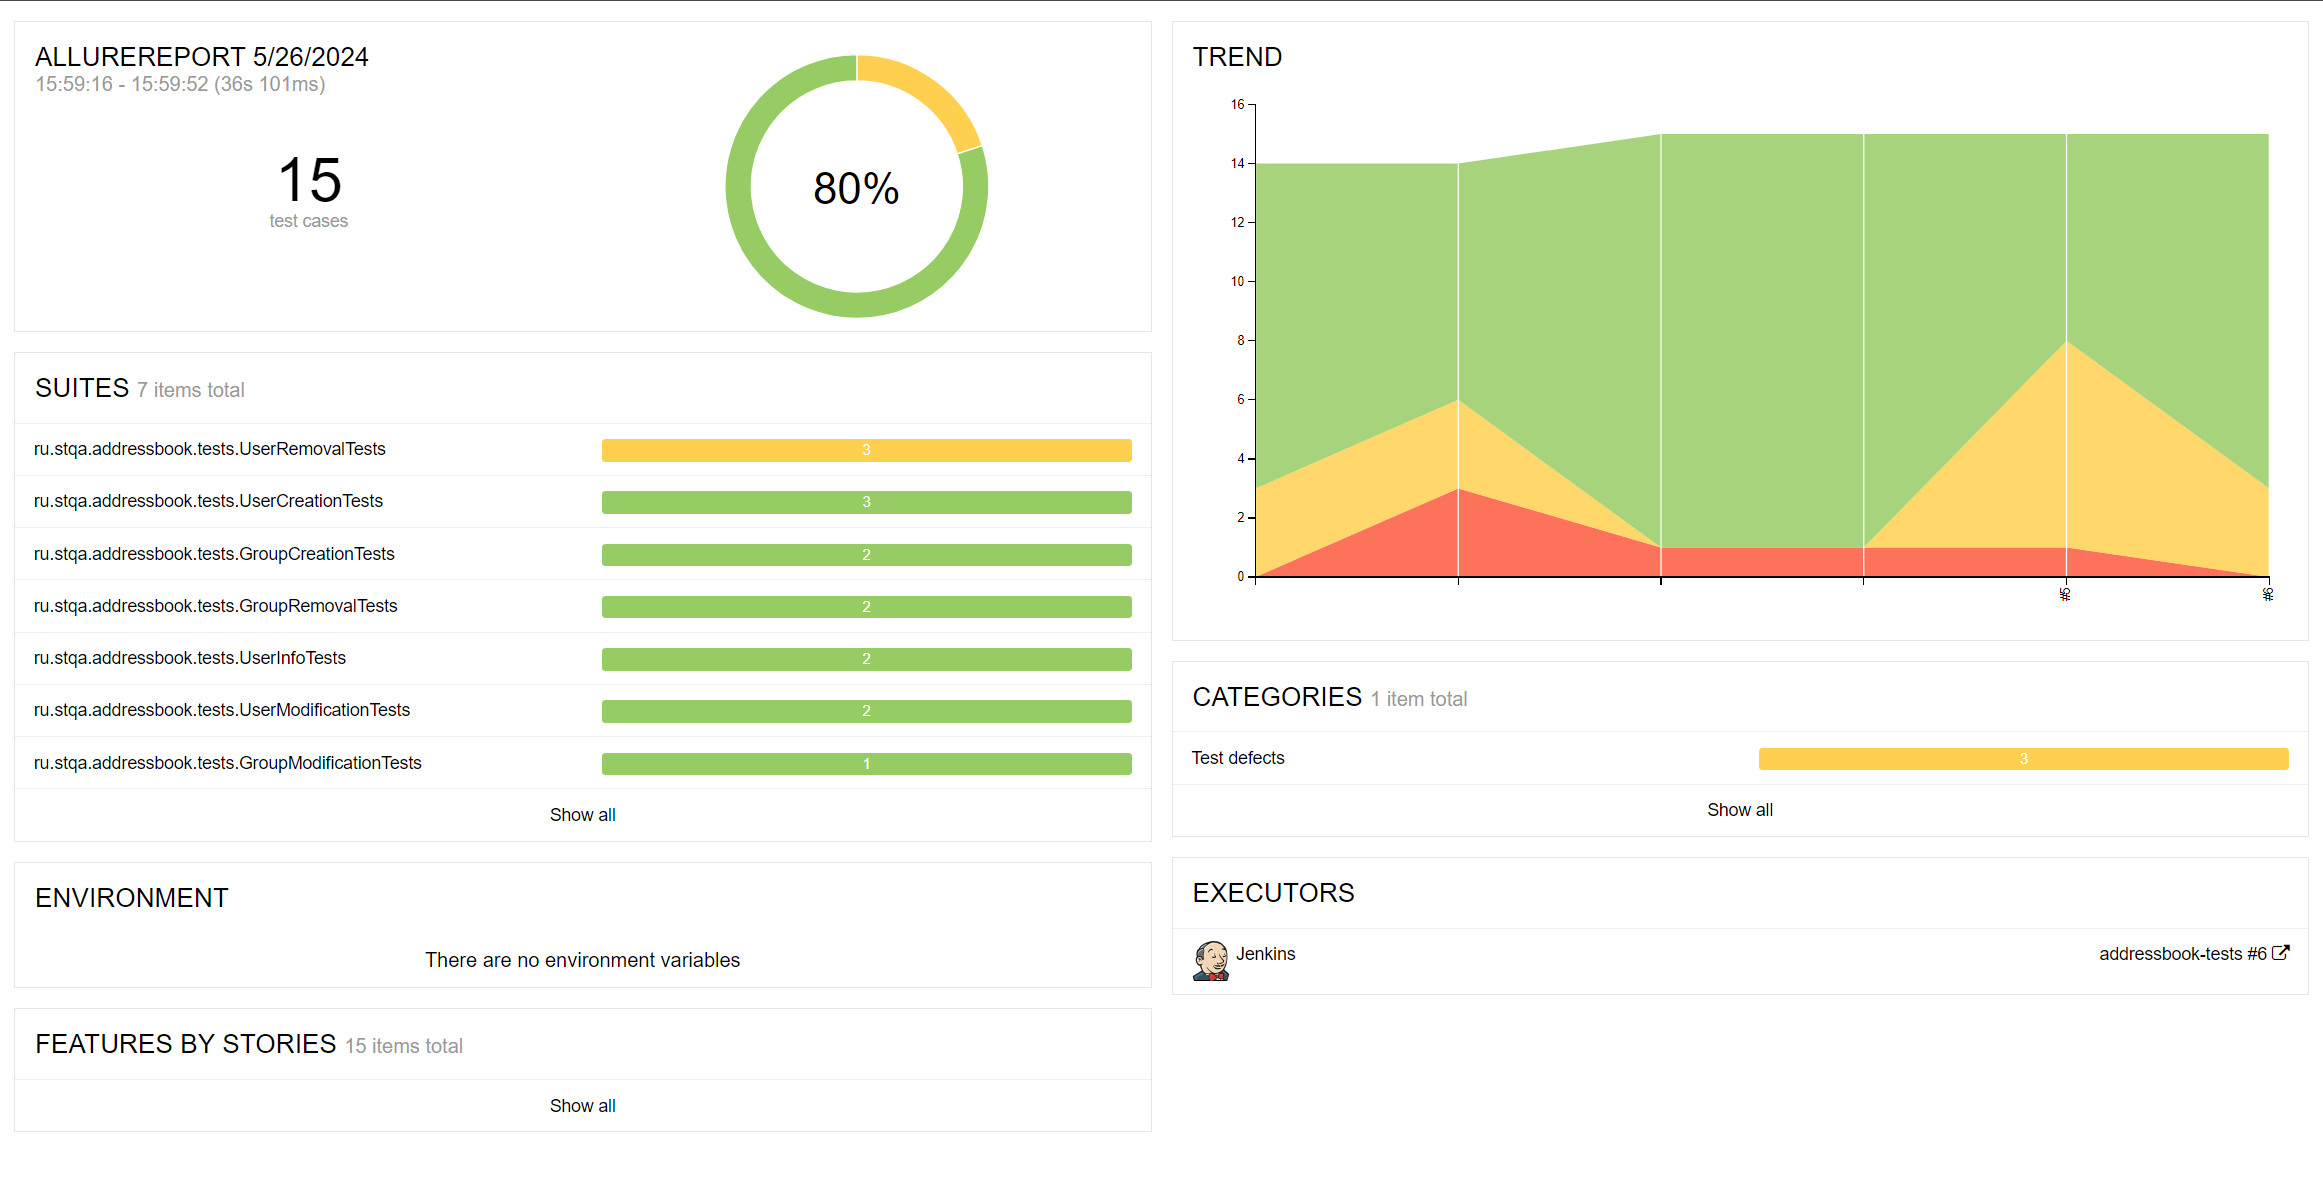 ALLUREREPORT 5/26/2024
15:59:16 - 15:59:52 (36s 101ms)
15
test cases
80%
SUITES 7 items total
ru.stqa.addressbook.tests.UserRemovalTests 3
ru.stqa.addressbook.tests.UserCreationTests 3
ru.stqa.addressbook.tests.GroupCreationTests 2
ru.stqa.addressbook.tests.GroupRemovalTests 2
ru.stqa.addressbook.tests.UserInfoTests 2
ru.stqa.addressbook.tests.UserModificationTests 2
ru.stqa.addressbook.tests.GroupModificationTests 1
Show all
ENVIRONMENT
There are no environment variables
FEATURES BY STORIES 15 items total
Show all
TREND
16
14
12
10
8
6
4
2
0
#5
#6
CATEGORIES 1 item total
Test defects 3
Show all
EXECUTORS
Jenkins addressbook-tests #6